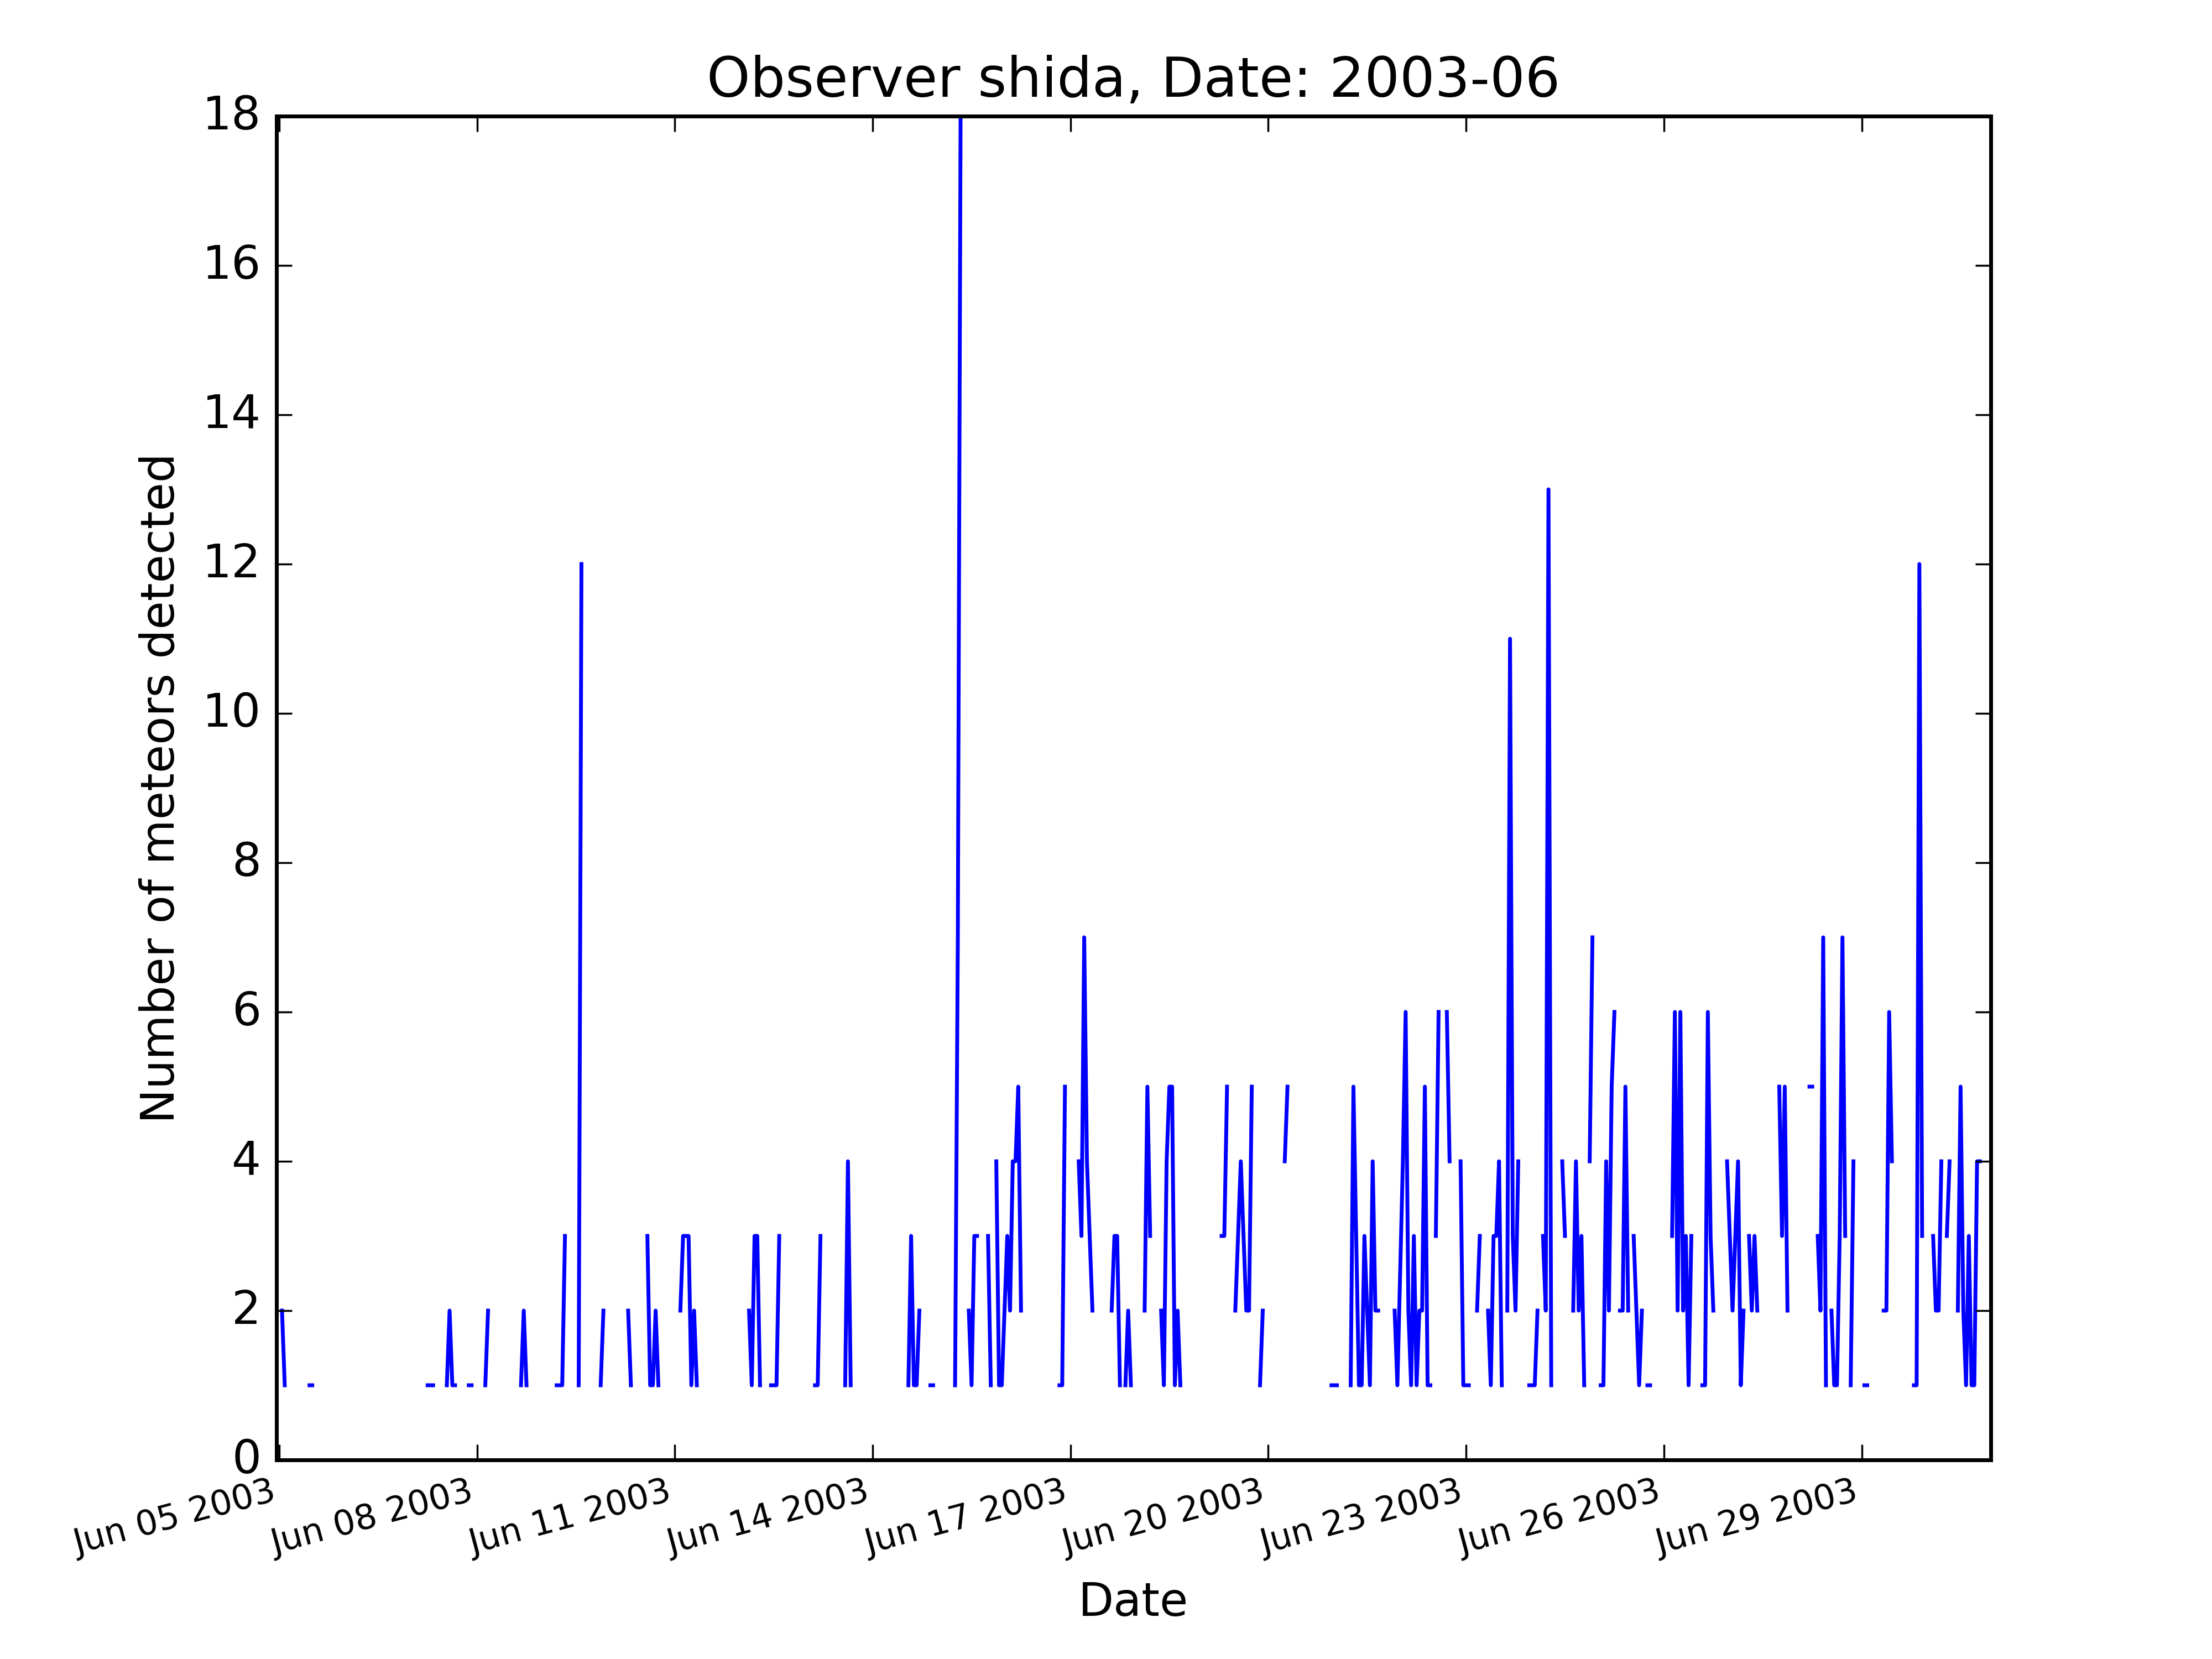 Observer shida, Date: 2003-06
18
16
14
12
10
8
6
4
2
0
Number of meteors detected
Jun 05 2003
Jun 08 2003
Jun 11 2003
Jun 14 2003
Jun 17 2003
Jun 20 2003
Jun 23 2003
Jun 26 2003
Jun 29 2003
Date